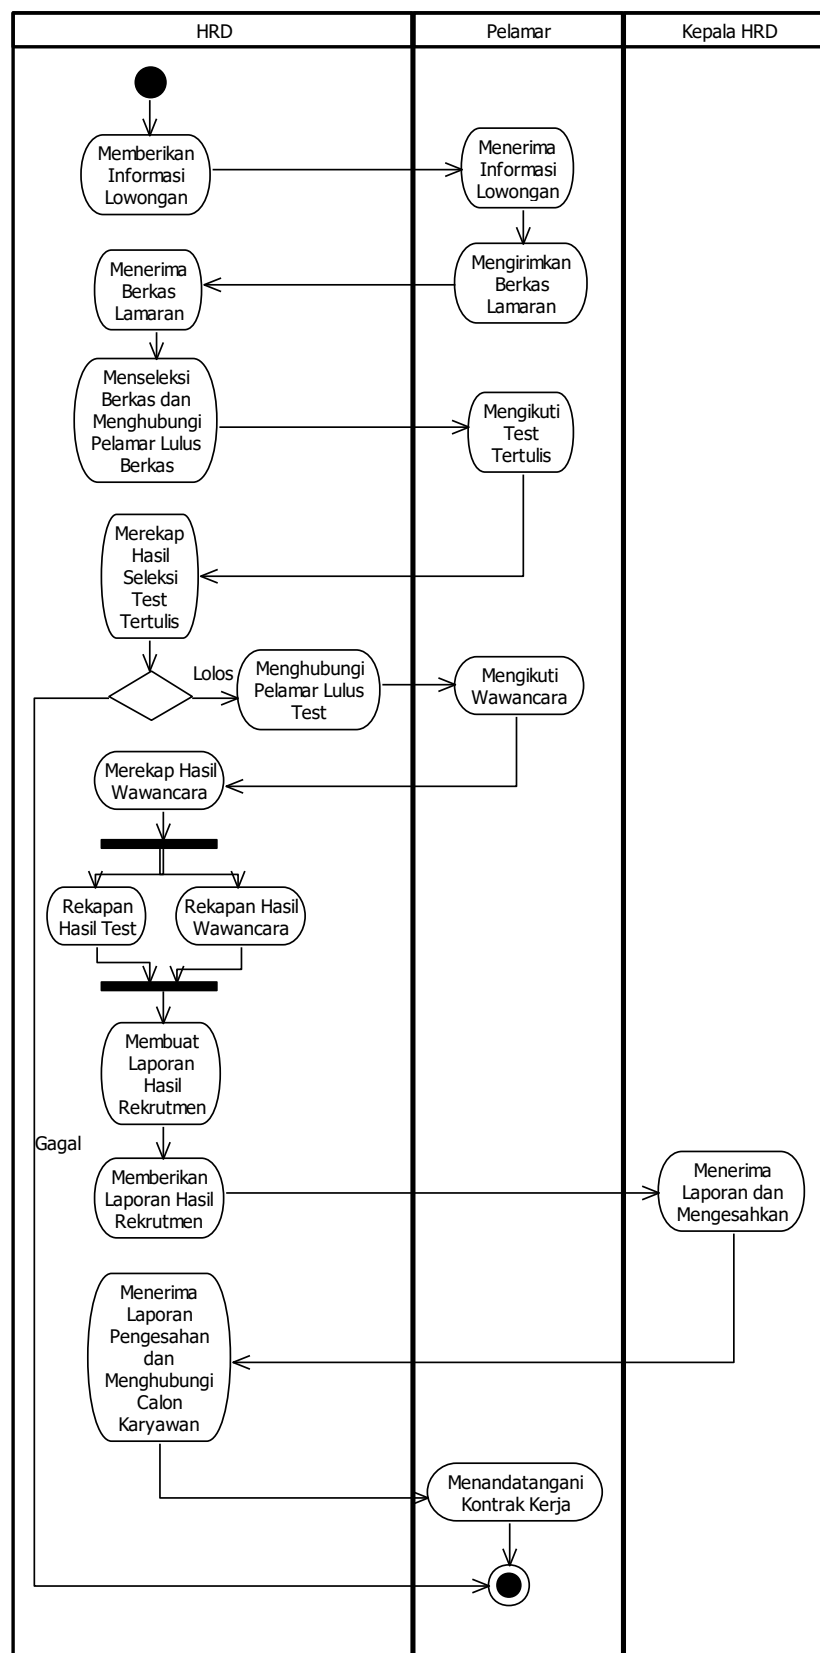 HRD
Pelamar
Kepala HRD
Memberikan
Informasi
Lowongan
Menerima
Informasi
Lowongan
Menerima
Berkas
Lamaran
Mengirimkan
Berkas
Lamaran
Menseleksi
Berkas dan
Menghubungi
Pelamar Lulus
Berkas
Mengikuti
Test
Tertulis
Merekap
Hasil
Seleksi
Test
Tertulis
Lolos
Menghubungi
Pelamar Lulus
Test
Mengikuti
Wawancara
Merekap Hasil
Wawancara
Rekapan
Hasil Test
Rekapan Hasil
Wawancara
Membuat
Laporan
Hasil
Rekrutmen
Gagal
Memberikan
Laporan Hasil
Rekrutmen
Menerima
Laporan dan
Mengesahkan
Menerima
Laporan
Pengesahan
dan
Menghubungi
Calon
Karyawan
Menandatangani
Kontrak Kerja